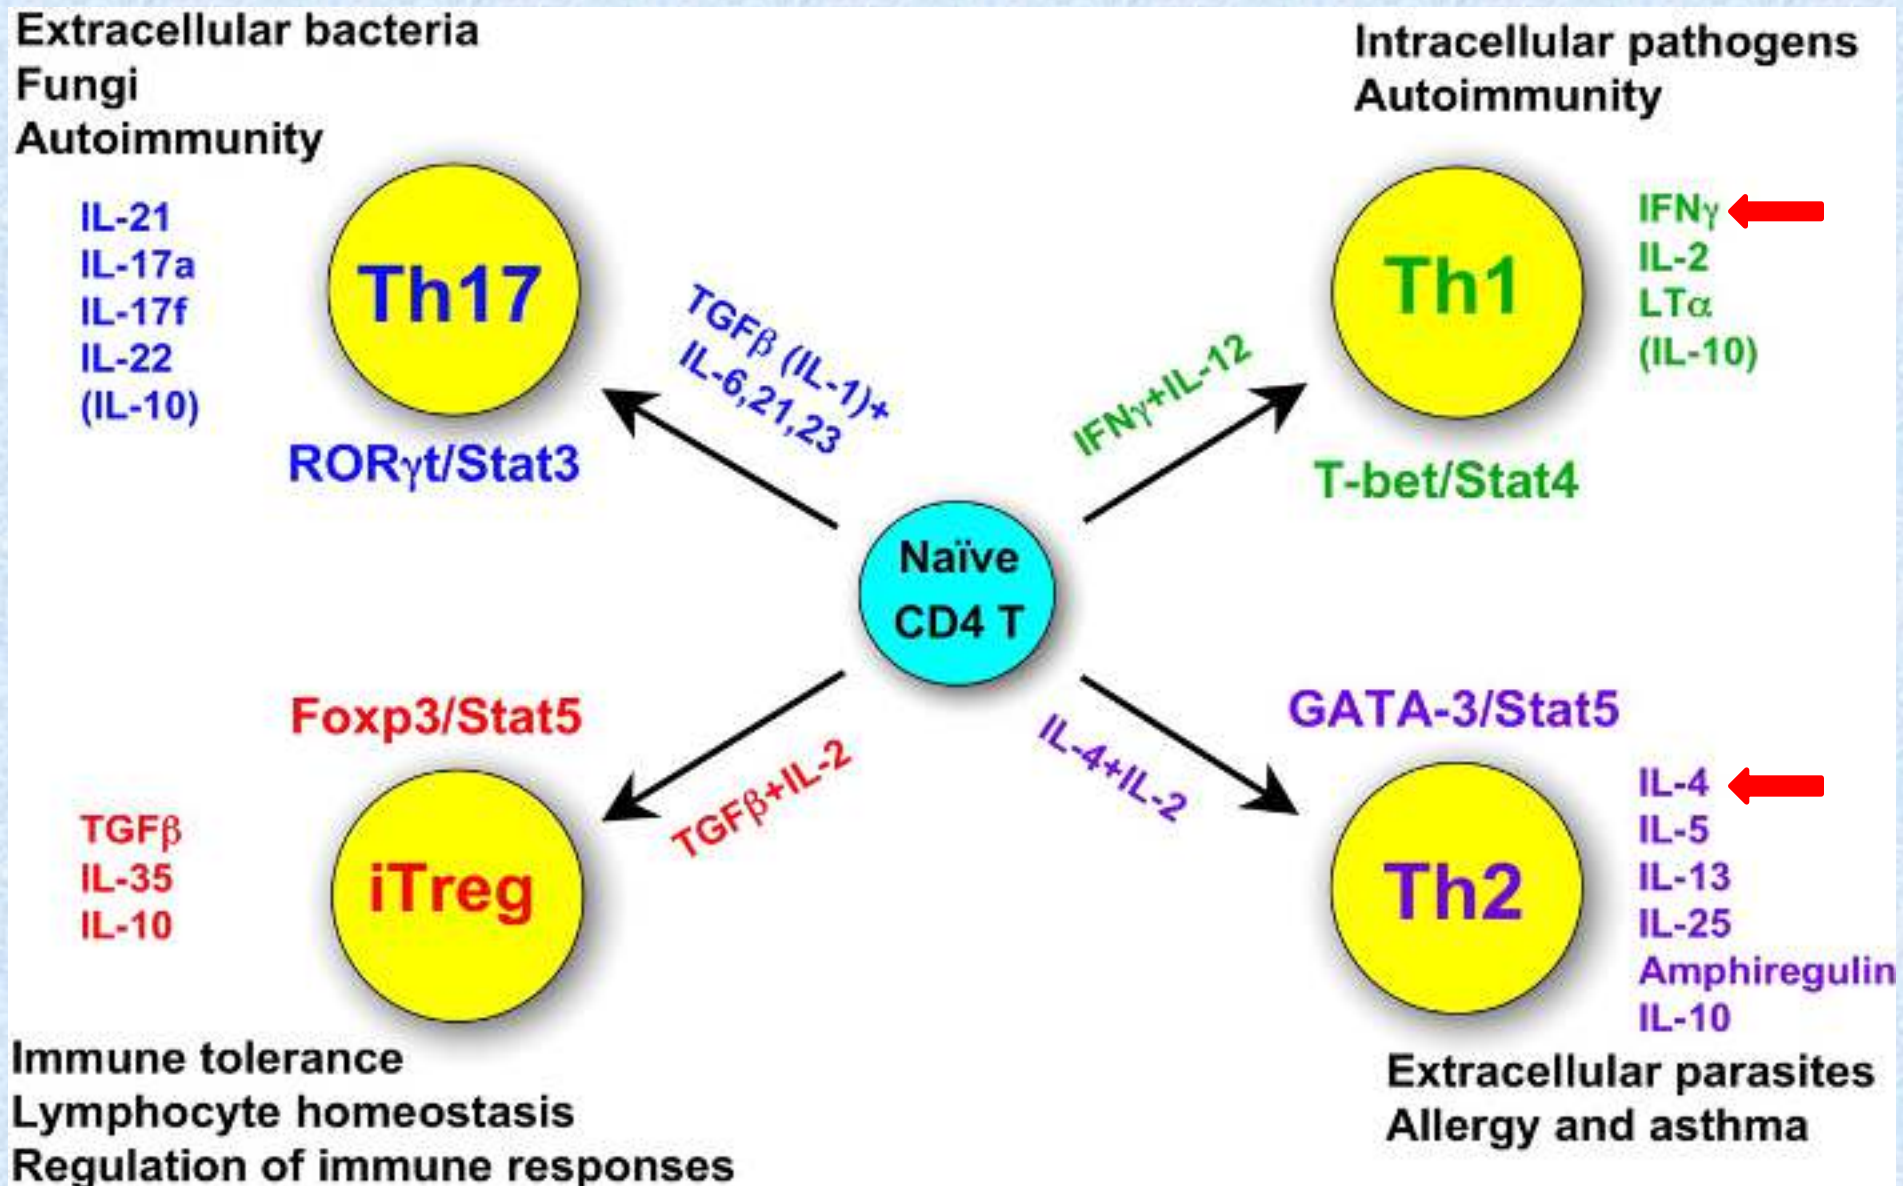 Extracellular bacteria
Fungi
Autoimmunity
IL-21
IL-17a
IL-17f
IL-22
(IL-10)
Th17
RORγt/Stat3
TGFβ (IL-1)+
IL-6,21,23
Intracellular pathogens
Autoimmunity
IFNγ
IL-2
LTα
(IL-10)
Th1
T-bet/Stat4
IFNγ+IL-12
Naïve
CD4 T
Foxp3/Stat5
TGFβ+IL-2
TGFβ
IL-35
IL-10
iTreg
Immune tolerance
Lymphocyte homeostasis
Regulation of immune responses
GATA-3/Stat5
IL-4+IL-2
IL-4
IL-5
IL-13
IL-25
Amphiregulin
IL-10
Th2
Extracellular parasites
Allergy and asthma